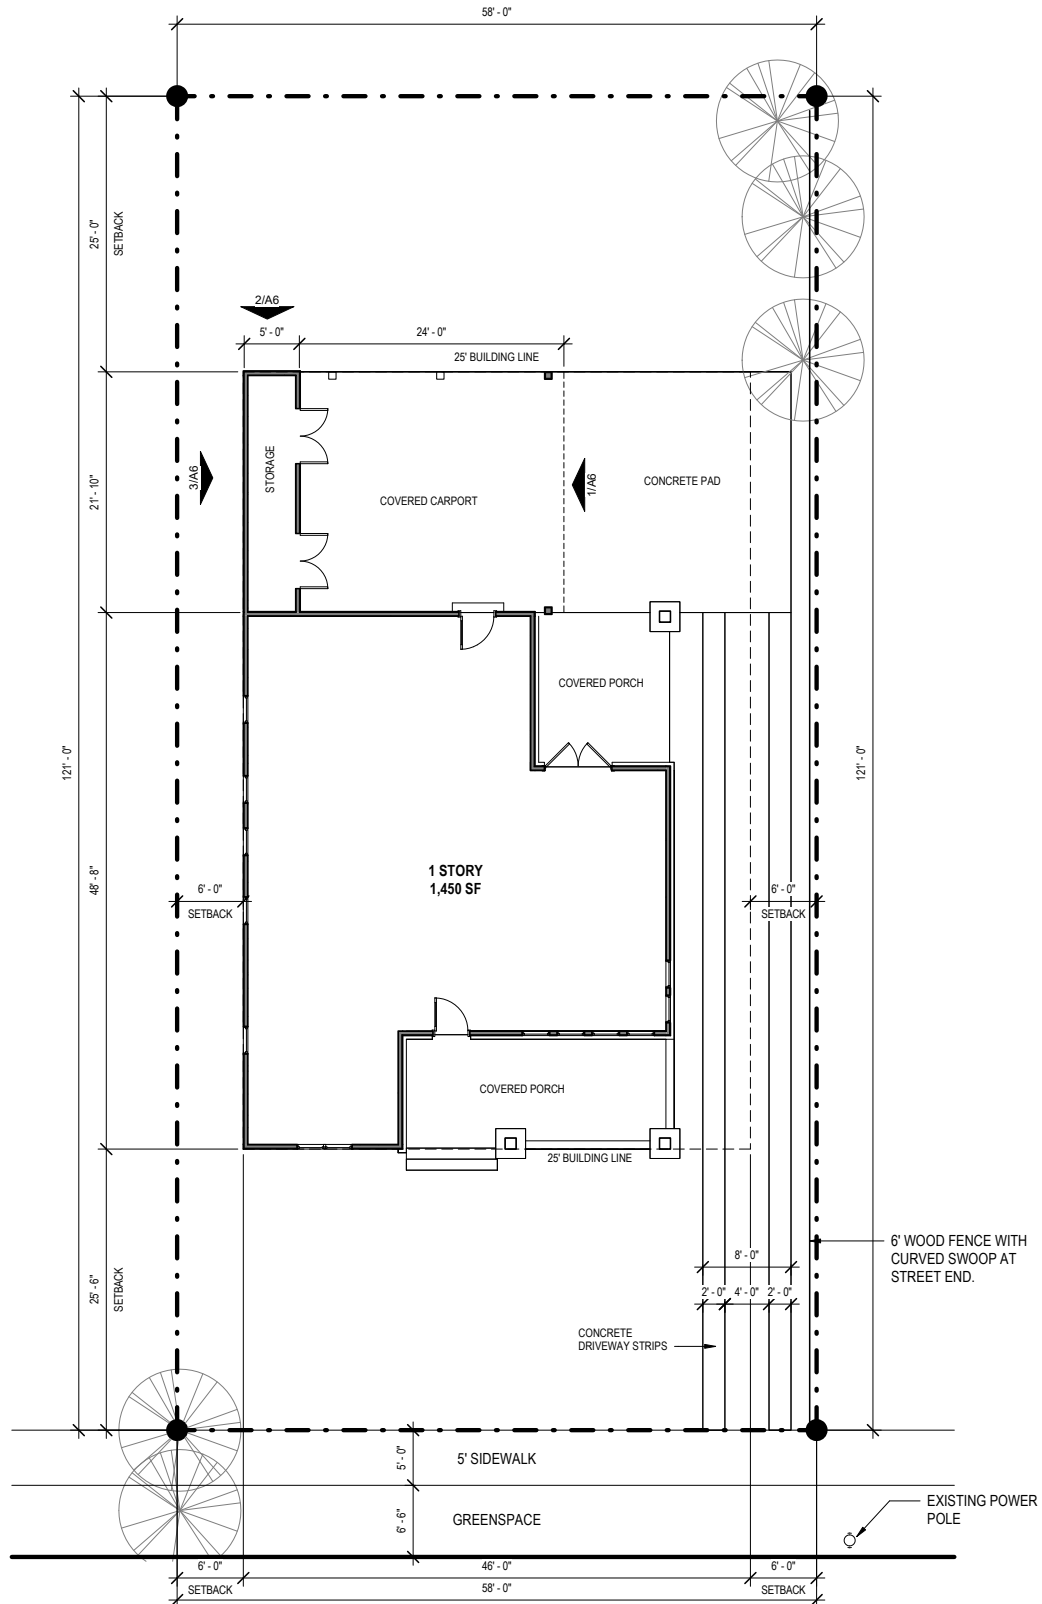 58' - 0"
25' - 0"
SETBACK
2/A6
5' - 0"
24' - 0"
25' BUILDING LINE
3/A6
STORAGE
COVERED CARPORT
1/A6
CONCRETE PAD
21' - 10"
COVERED PORCH
121' - 0"
121' - 0"
48' - 8"
1 STORY
1,450 SF
6' - 0"
SETBACK
6' - 0"
SETBACK
COVERED PORCH
25' BUILDING LINE
6' WOOD FENCE WITH
CURVED SWOOP AT
STREET END.
8' - 0"
2' - 0"
4' - 0"
2' - 0"
25' - 6"
SETBACK
CONCRETE
DRIVEWAY STRIPS
5' - 0"
5' SIDEWALK
6' - 6"
GREENSPACE
EXISTING POWER
POLE
6' - 0"
46' - 0"
6' - 0"
SETBACK
58' - 0"
SETBACK